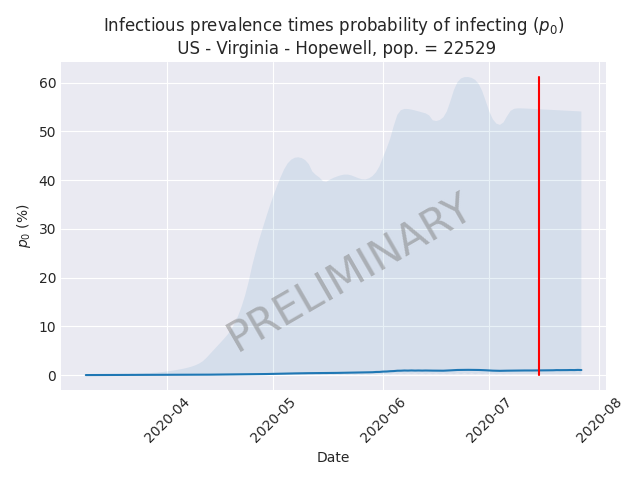 Infectious prevalence times probability of infecting (p₀)
US - Virginia - Hopewell, pop. = 22529
60
50
40
30
20
10
0
p₀ (%)
PRELIMINARY
2020-04
2020-05
2020-06
2020-07
2020-08
Date